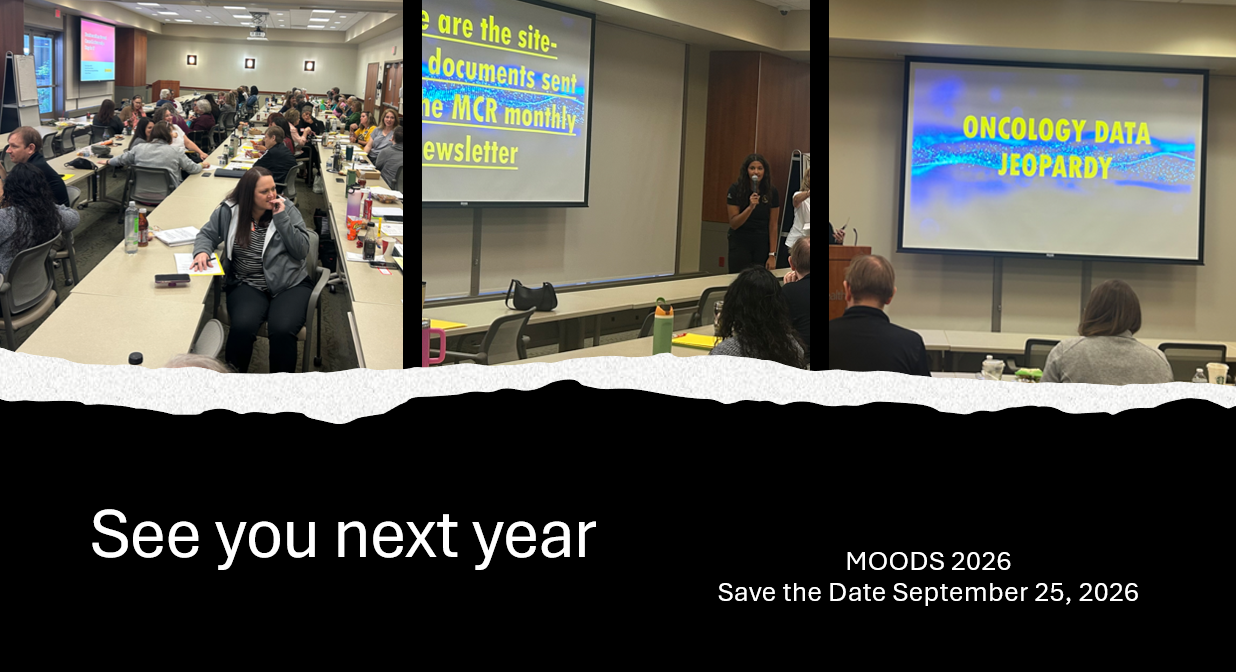 e are the site-
documents sent
he MCR monthly
ewsletter
ONCOLOGY DATA
JEOPARDY
See you next year
MOODS 2026
Save the Date September 25, 2026